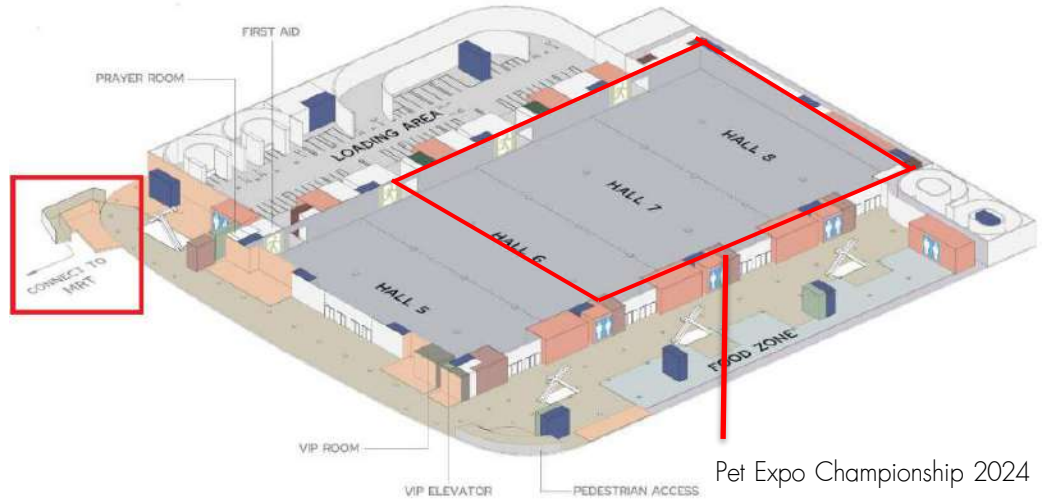 FIRST AID
PRAYER ROOM
LOADING AREA
HALL 8
HALL 7
HALL 6
HALL 5
CONNECT TO
MRT
FOOD ZONE
VIP ROOM
VIP ELEVATOR
PEDESTRIAN ACCESS
Pet Expo Championship 2024